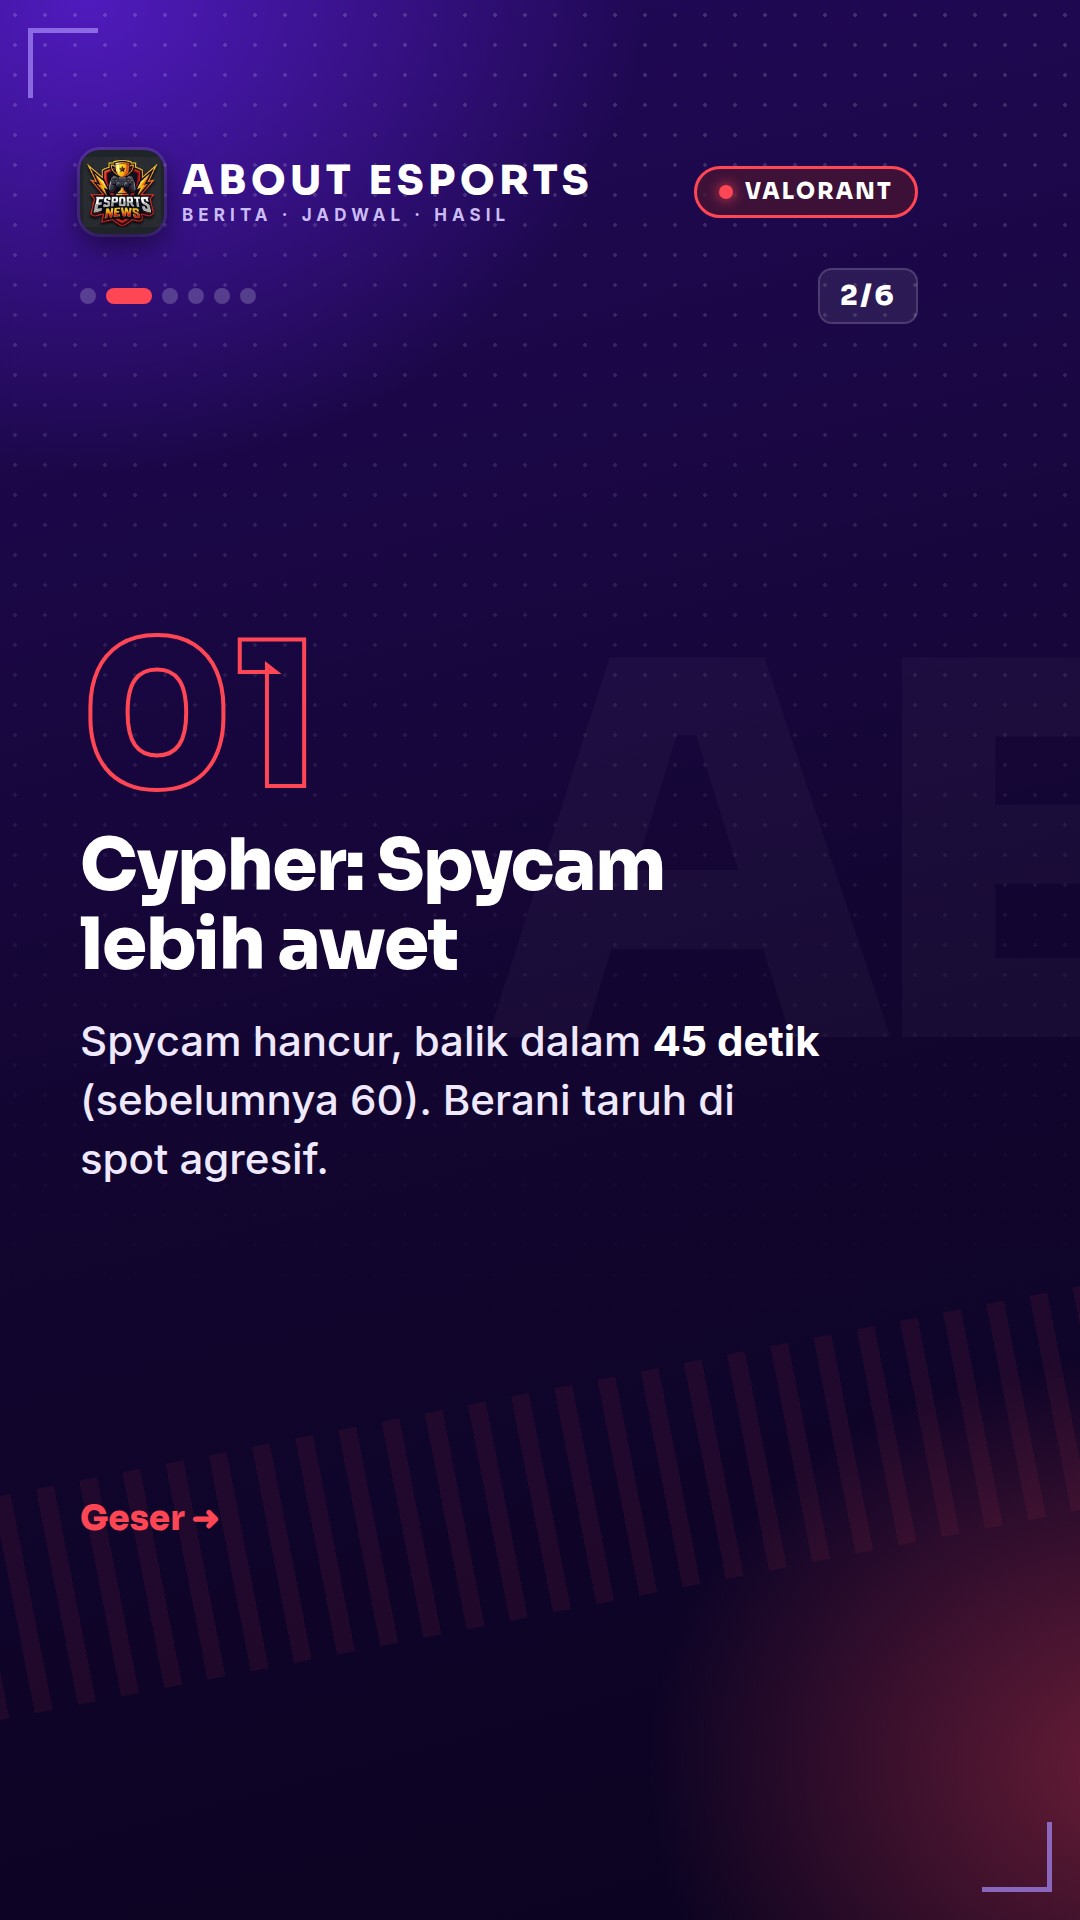 ESPORTS
NEWS
ABOUT ESPORTS
BERITA · JADWAL · HASIL
VALORANT
2/6
AE
01
Cypher: Spycam
lebih awet
Spycam hancur, balik dalam 45 detik
(sebelumnya 60). Berani taruh di
spot agresif.
Geser →